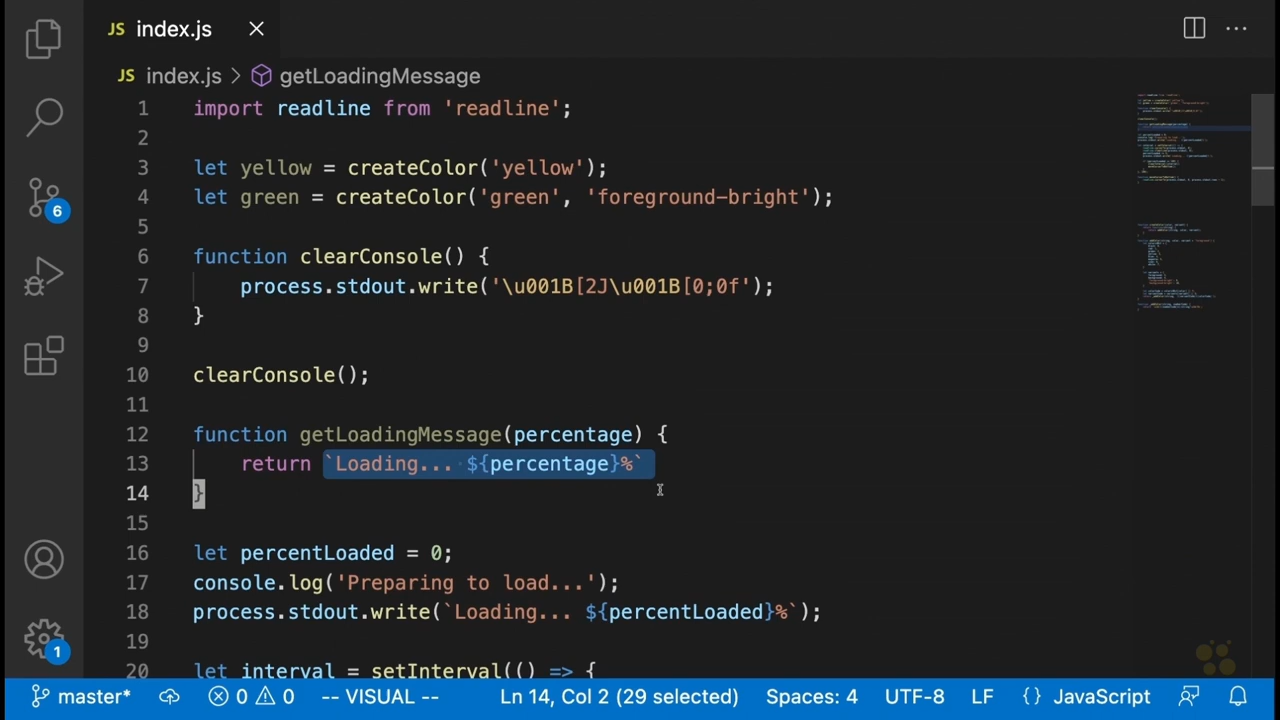 JS index.js
JS index.js > getLoadingMessage
1 import readline from 'readline';
2
3 let yellow = createColor('yellow');
4 let green = createColor('green', 'foreground-bright');
5
6 function clearConsole() {
7 process.stdout.write('\u001B[2J\u001B[0;0f');
8 }
9
10 clearConsole();
11
12 function getLoadingMessage(percentage) {
13 return `Loading... ${percentage}%`
14 }
15
16 let percentLoaded = 0;
17 console.log('Preparing to load...');
18 process.stdout.write(`Loading... ${percentLoaded}%`);
19
20 let interval = setInterval(() => {
6
1
master* 0 0 -- VISUAL -- Ln 14, Col 2 (29 selected) Spaces: 4 UTF-8 LF {} JavaScript